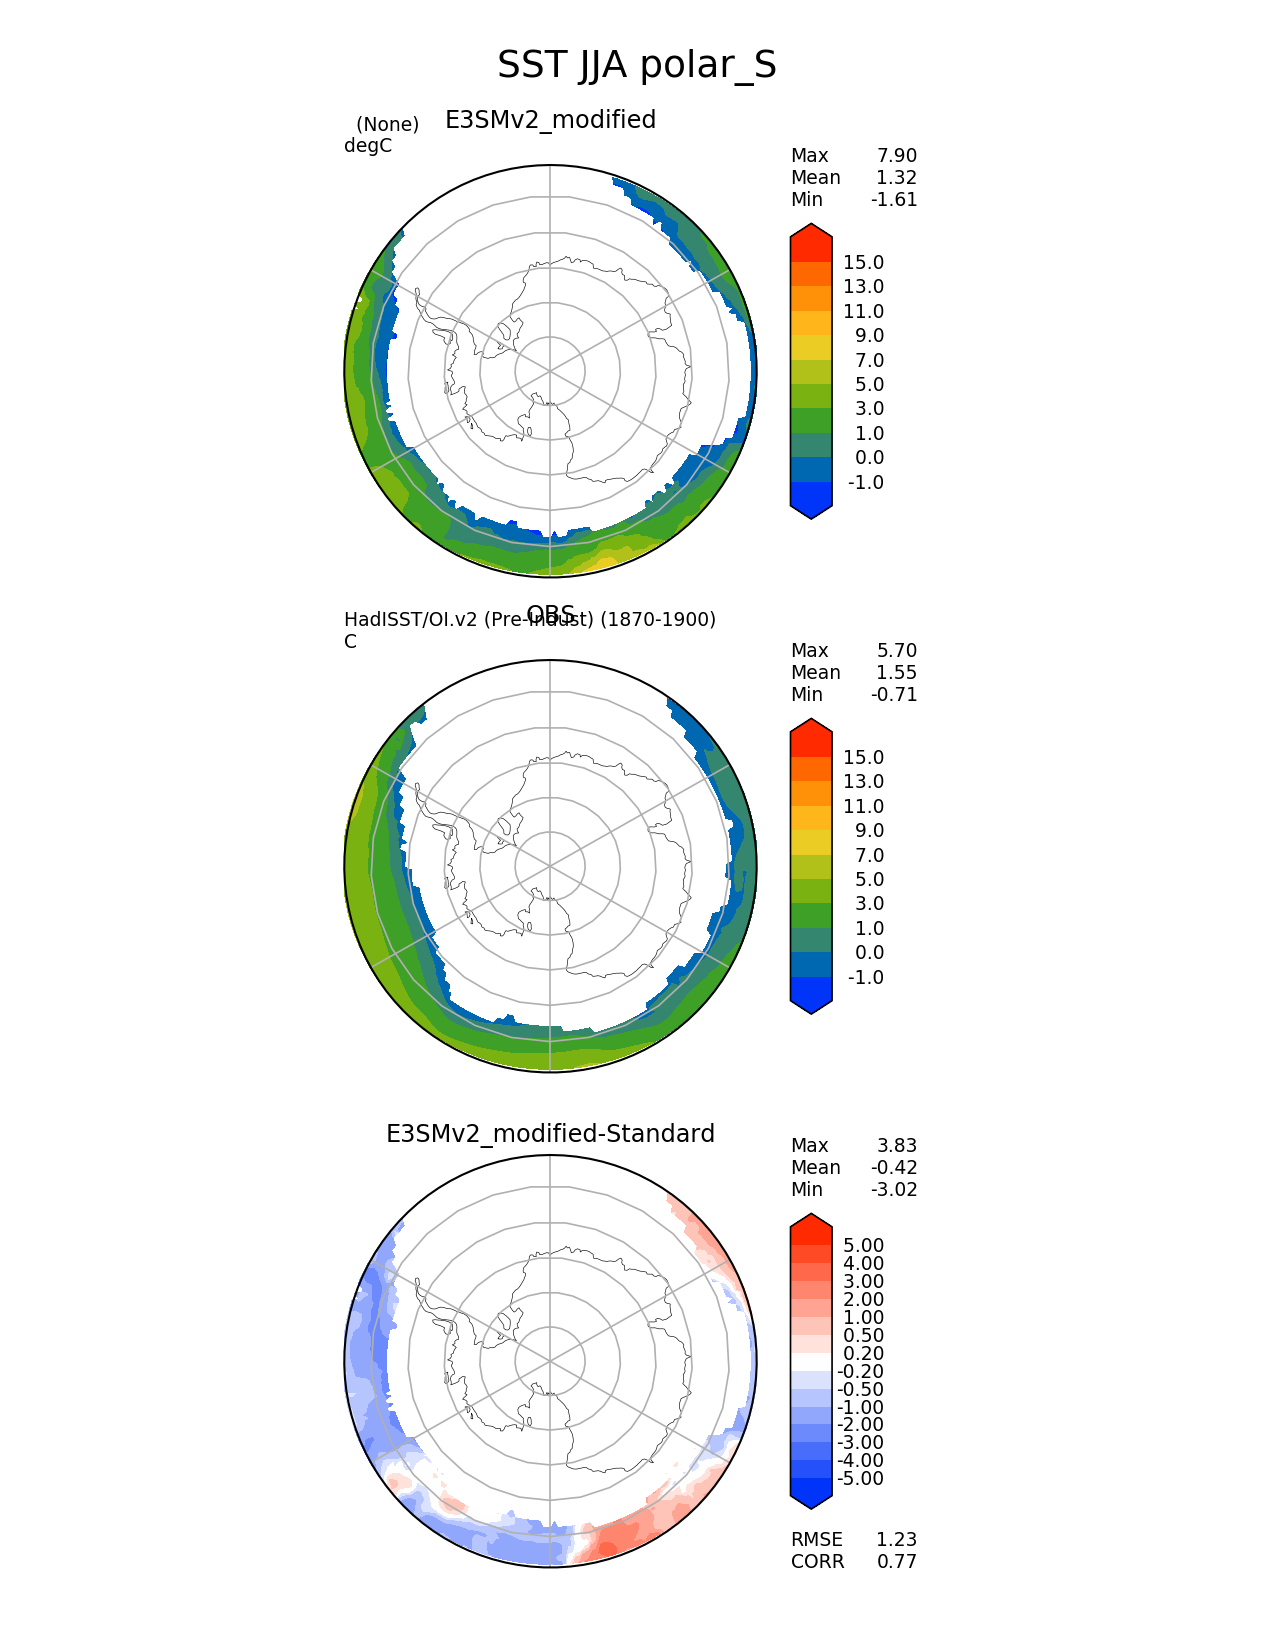 SST JJA polar_S
(None)
E3SMv2_modified
degC
Max 7.90
Mean 1.32
Min -1.61
15.0
13.0
11.0
9.0
7.0
5.0
3.0
1.0
0.0
-1.0
OBS
HadISST/OI.v2 (Pre-Indust) (1870-1900)
C
Max 5.70
Mean 1.55
Min -0.71
15.0
13.0
11.0
9.0
7.0
5.0
3.0
1.0
0.0
-1.0
E3SMv2_modified-Standard
Max 3.83
Mean -0.42
Min -3.02
5.00
4.00
3.00
2.00
1.00
0.50
0.20
-0.20
-0.50
-1.00
-2.00
-3.00
-4.00
-5.00
RMSE 1.23
CORR 0.77